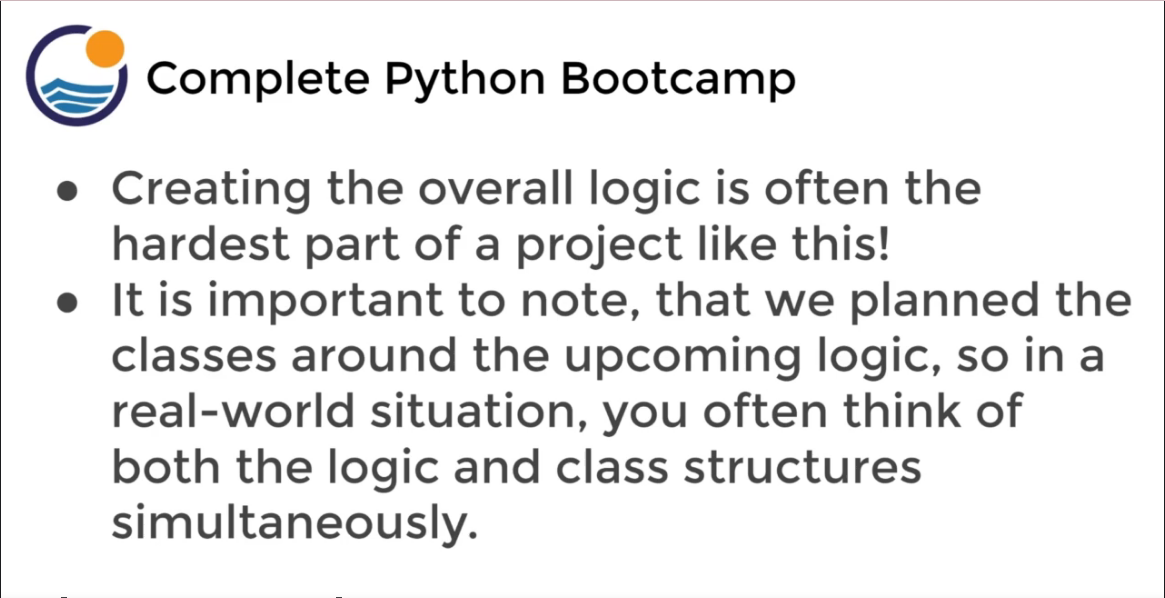 Complete Python Bootcamp
● Creating the overall logic is often the
hardest part of a project like this!
● It is important to note, that we planned the
classes around the upcoming logic, so in a
real-world situation, you often think of
both the logic and class structures
simultaneously.